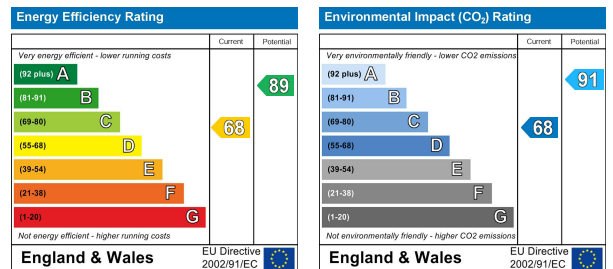 Energy Efficiency Rating
Current Potential
Very energy efficient - lower running costs
(92 plus) A
(81-91) B
89
(69-80) C
68
(55-68) D
(39-54) E
(21-38) F
(1-20) G
Not energy efficient - higher running costs
England & Wales
EU Directive
2002/91/EC
Environmental Impact (CO₂) Rating
Current Potential
Very environmentally friendly - lower CO2 emissions
(92 plus) A
91
(81-91) B
(69-80) C
68
(55-68) D
(39-54) E
(21-38) F
(1-20) G
Not environmentally friendly - higher CO2 emissions
England & Wales
EU Directive
2002/91/EC